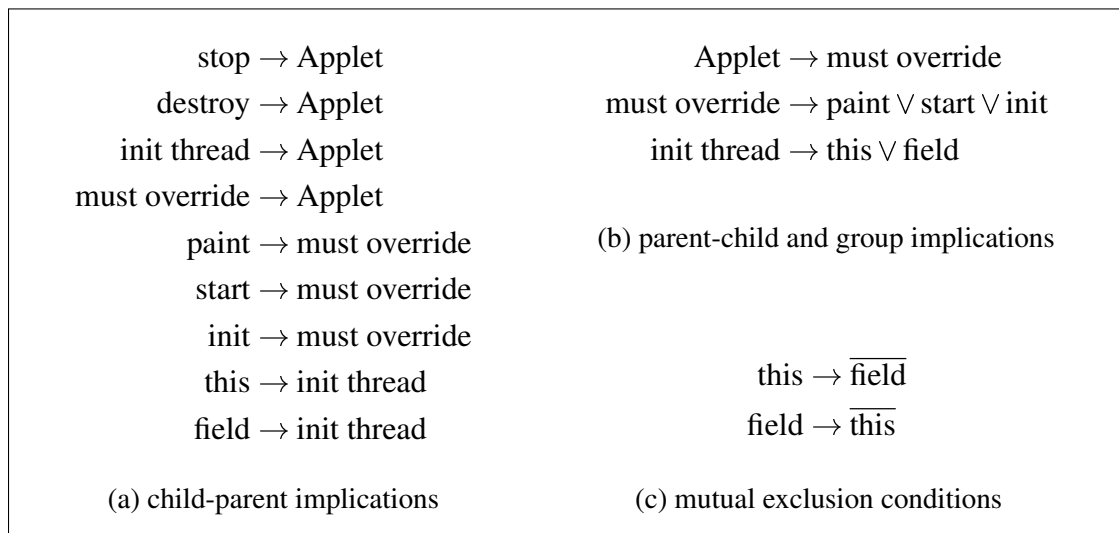 stop → Applet
destroy → Applet
init thread → Applet
must override → Applet
paint → must override
start → must override
init → must override
this → init thread
field → init thread
(a) child-parent implications
Applet → must override
must override → paint ∨ start ∨ init
init thread → this ∨ field
(b) parent-child and group implications
this → \overline{field}
field → \overline{this}
(c) mutual exclusion conditions